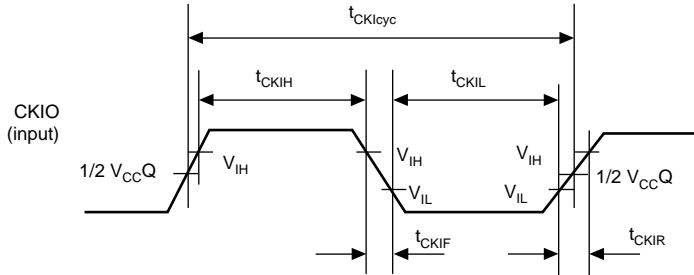 tCKIcyc
tCKIH
tCKIL
CKIO
(input)
1/2 VCCQ
VIH
VIH
VIL
VIH
VIL
1/2 VCCQ
tCKIF
tCKIR